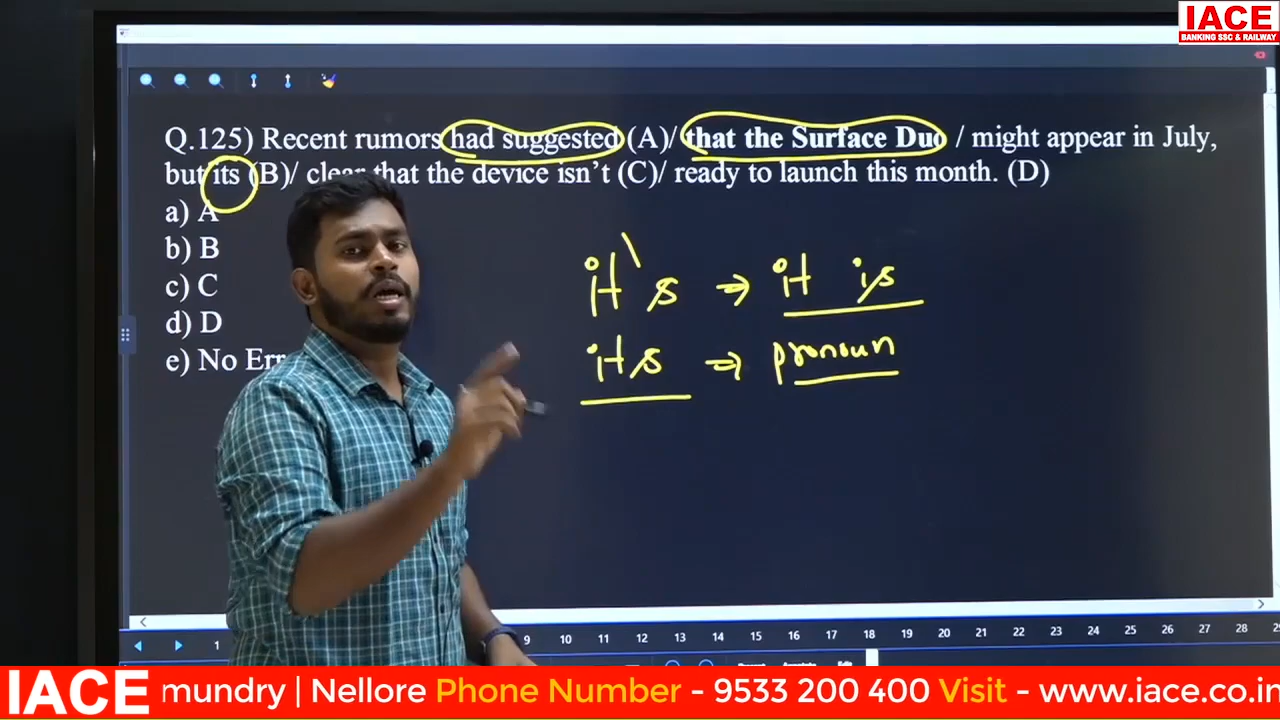 IACE
BANKING SSC & RAILWAY
Q.125) Recent rumors had suggested (A)/ that the Surface Duo / might appear in July,
but its (B)/ clear that the device isn't (C)/ ready to launch this month. (D)
a) A
b) B
c) C
d) D
e) No Err
it's ⇒ it is
its ⇒ pronoun
1 9 10 11 12 13 14 15 16 17 18 19 20 21 22 23 24 25 26 27 28
IACE mundry | Nellore Phone Number - 9533 200 400 Visit - www.iace.co.in